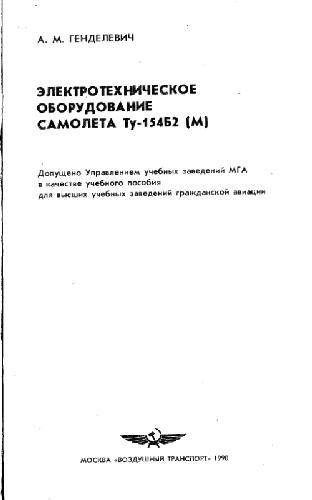 А. М. ГЕНДЕЛЕВИЧ
ЭЛЕКТРОТЕХНИЧЕСКОЕ
ОБОРУДОВАНИЕ
САМОЛЕТА Ту-154Б2 (М)
Допущено Управлением учебных заведений МГА
в качестве учебного пособия
для высших учебных заведений гражданской авиации
МОСКВА «ВОЗДУШНЫЙ ТРАНСПОРТ» 1990